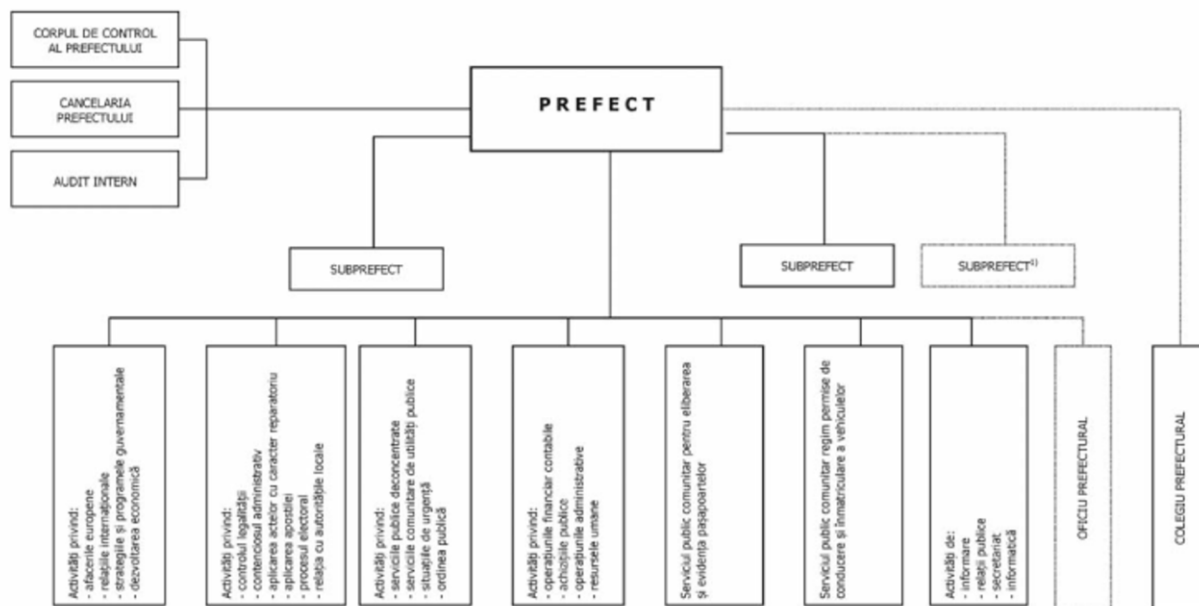 CORPUL DE CONTROL
AL PREFECTULUI
CANCELARIA
PREFECTULUI
AUDIT INTERN
PREFECT
SUBPREFECT
SUBPREFECT
SUBPREFECT¹⁾
Activități privind:
- afacerile europene
- relațiile internaționale
- strategiile și programele guvernamentale
- dezvoltarea economică
Activități privind:
- controlul legalității
- contenciosul administrativ
- aplicarea actelor cu caracter reparatoriu
- aplicarea apostilei
- procesul electoral
- relația cu autoritățile locale
Activități privind:
- serviciile publice deconcentrate
- serviciile comunitare de utilități publice
- situațiile de urgență
- ordinea publică
Activități privind:
- operațiunile financiar contabile
- achizițiile publice
- operațiunile administrative
- resursele umane
Serviciul public comunitar pentru eliberarea
și evidența pașapoartelor
Serviciul public comunitar regim permise de
conducere și înmatriculare a vehiculelor
Activități de:
- informare
- relații publice
- secretariat
- informatică
OFICIU PREFECTURAL
COLEGIU PREFECTURAL